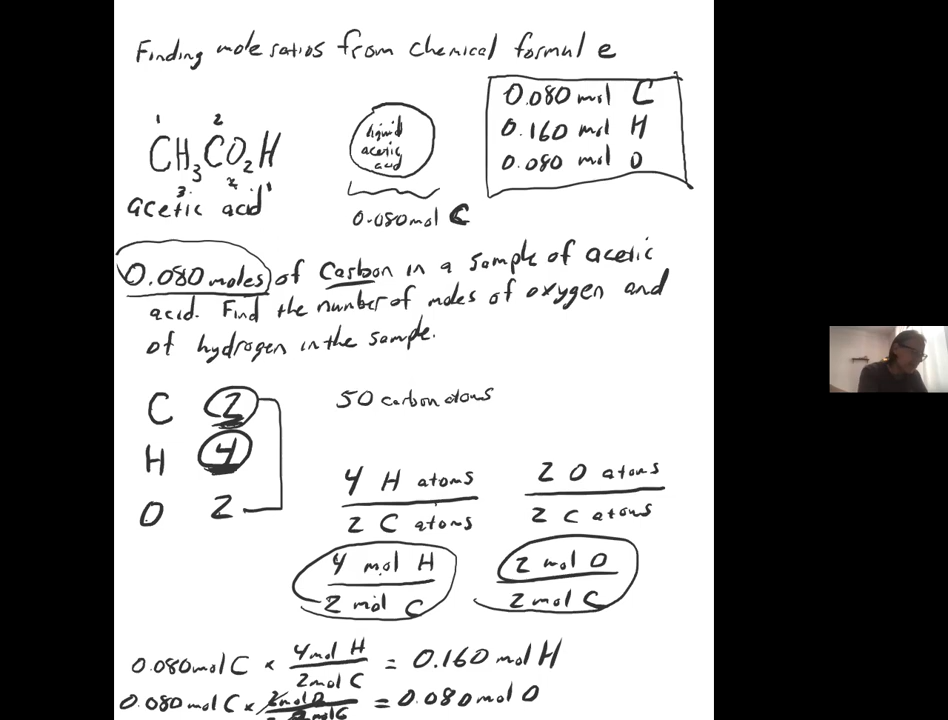 Finding mole ratios from chemical formul e
0.080 mol C
0.160 mol H
0.080 mol O
1 2
CH3CO2H
3 2 1
acetic acid
liquid
acetic
acid
0.080 mol C
0.080 moles of Carbon in a sample of acetic
acid. Find the number of moles of oxygen and
of hydrogen in the sample.
C 2
H 4
O 2
50 carbon atoms
4 H atoms
2 C atoms
2 O atoms
2 C atoms
4 mol H
2 mol C
2 mol O
2 mol C
0.080 mol C × 4 mol H / 2 mol C = 0.160 mol H
0.080 mol C × 2 mol O / 2 mol C = 0.080 mol O